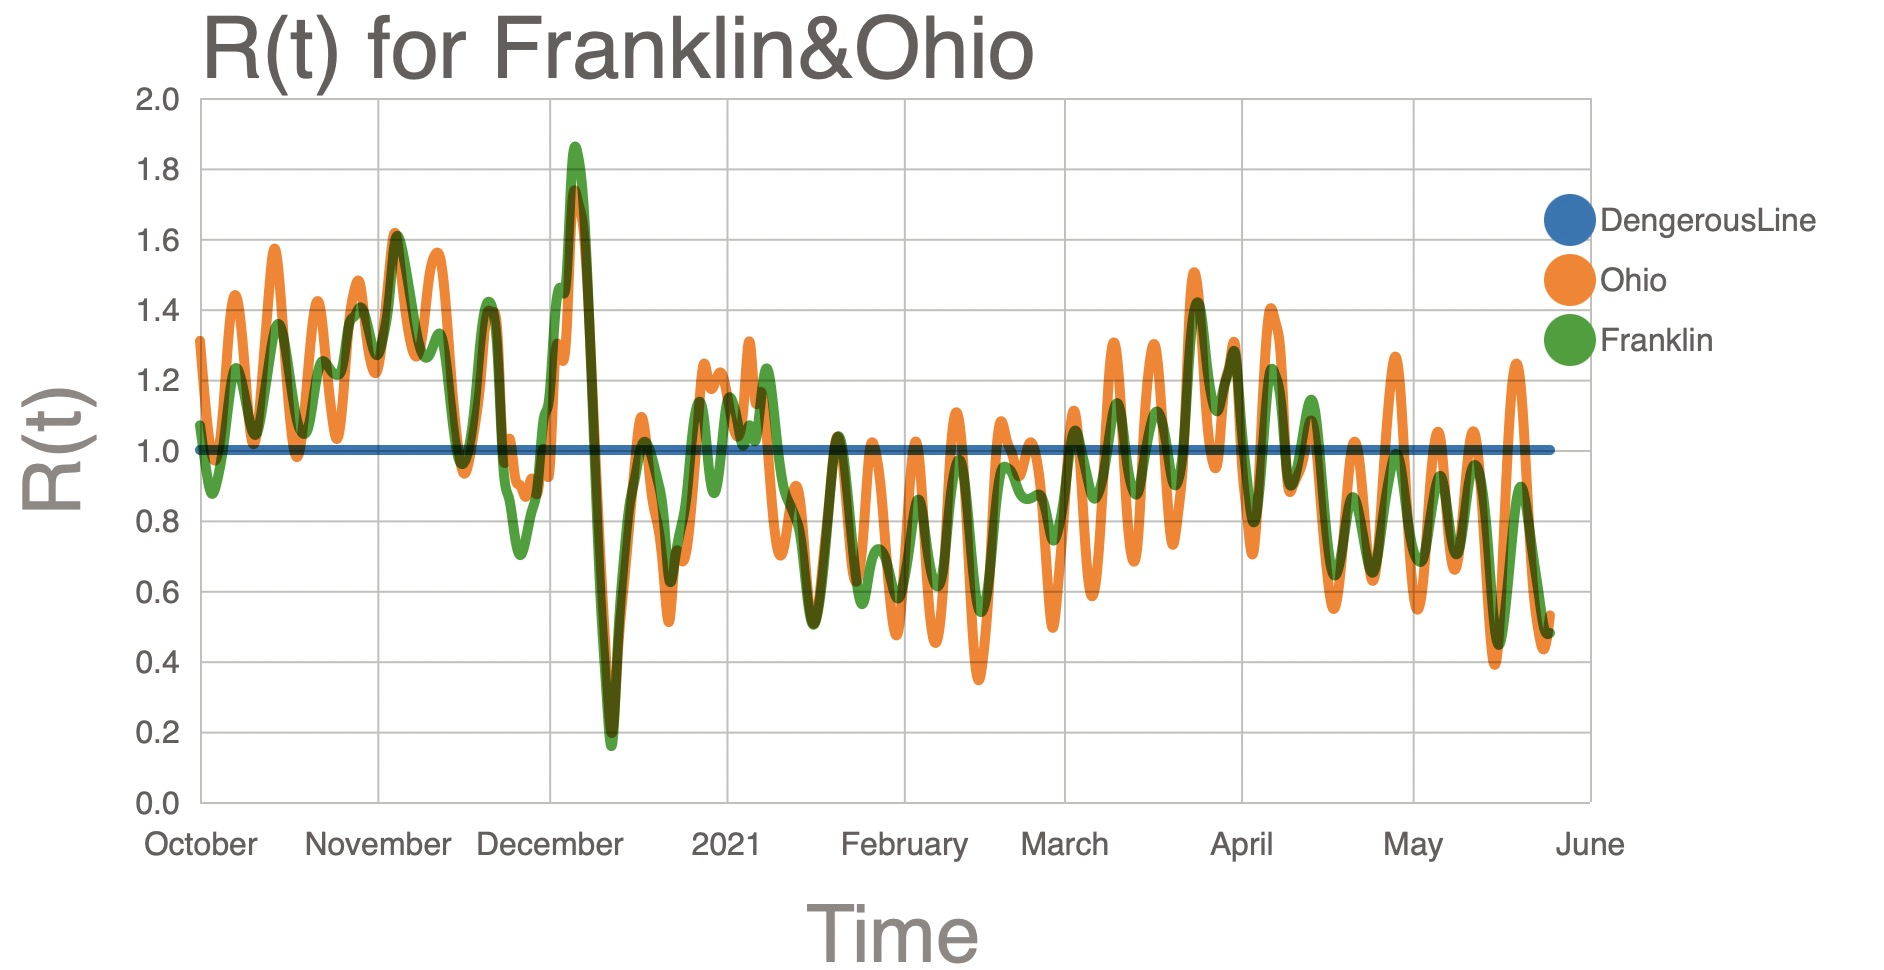 R(t) for Franklin&Ohio
2.0
1.8
1.6
1.4
1.2
1.0
0.8
0.6
0.4
0.2
0.0
R(t)
October November December 2021 February March April May June
Time
DengerousLine
Ohio
Franklin